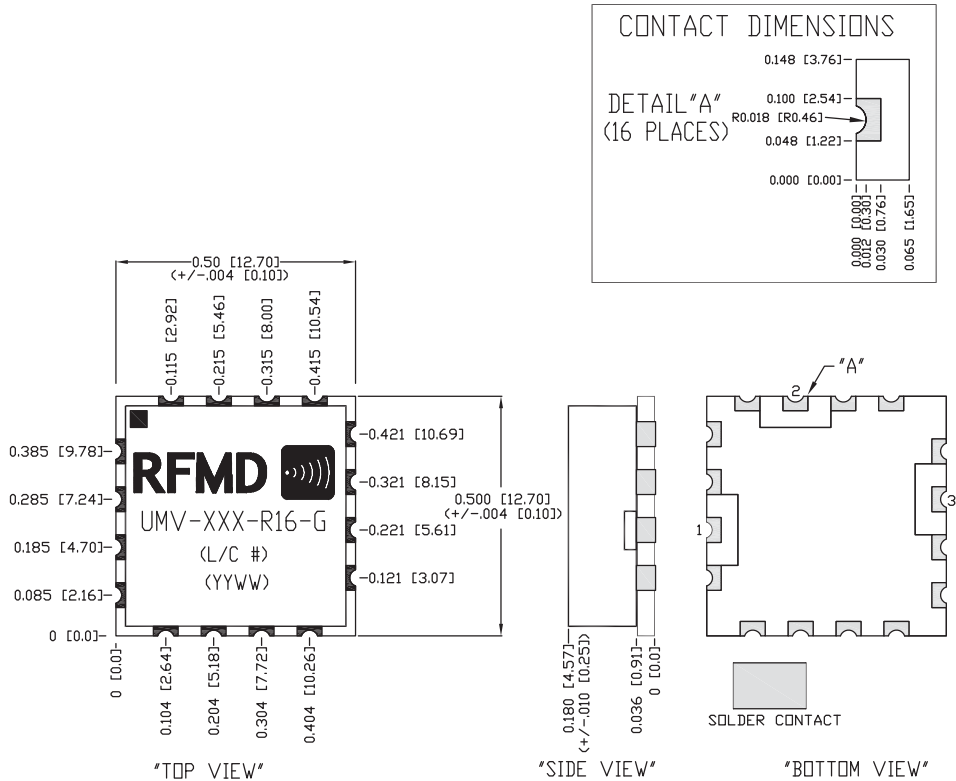 CONTACT DIMENSIONS
0.148 [3.76]
DETAIL"A"
(16 PLACES)
0.100 [2.54]
R0.018 [R0.46]
0.048 [1.22]
0.000 [0.00]
0.000 [0.00]
0.012 [0.30]
0.030 [0.76]
0.065 [1.65]
0.50 [12.70]
(+/-.004 [0.10])
0.115 [2.92]
0.215 [5.46]
0.315 [8.00]
0.415 [10.54]
0.385 [9.78]
0.285 [7.24]
0.185 [4.70]
0.085 [2.16]
0 [0.0]
RFMD
UMV-XXX-R16-G
(L/C #)
(YYWW)
0.421 [10.69]
0.321 [8.15]
0.221 [5.61]
0.121 [3.07]
0.500 [12.70]
(+/-.004 [0.10])
0 [0.0]
0.104 [2.64]
0.204 [5.18]
0.304 [7.72]
0.404 [10.26]
"TOP VIEW"
0.180 [4.57]
(+/-.010 [0.25])
0.036 [0.91]
0 [0.0]
"SIDE VIEW"
"A"
2
1
3
SOLDER CONTACT
"BOTTOM VIEW"